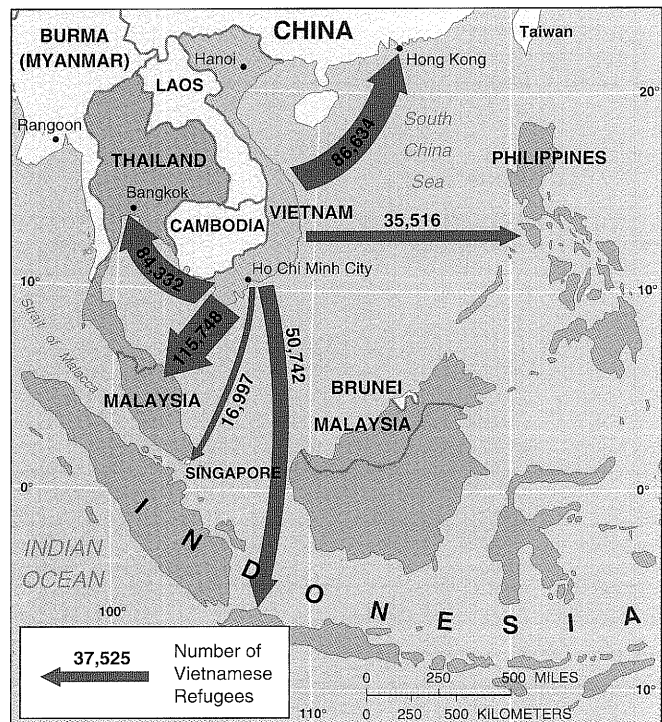 BURMA
(MYANMAR)
CHINA
Taiwan
Hanoi
Hong Kong
LAOS
20°
Rangoon
86,634
South
China
Sea
THAILAND
PHILIPPINES
Bangkok
VIETNAM
35,516
CAMBODIA
84,332
Ho Chi Minh City
10°
10°
Strait of Malacca
115,748
50,742
16,997
MALAYSIA
BRUNEI
MALAYSIA
SINGAPORE
0°
0°
INDIAN
OCEAN
INDONESIA
100°
37,525
Number of
Vietnamese
Refugees
0 250 500 MILES
0 250 500 KILOMETERS
10°
110°